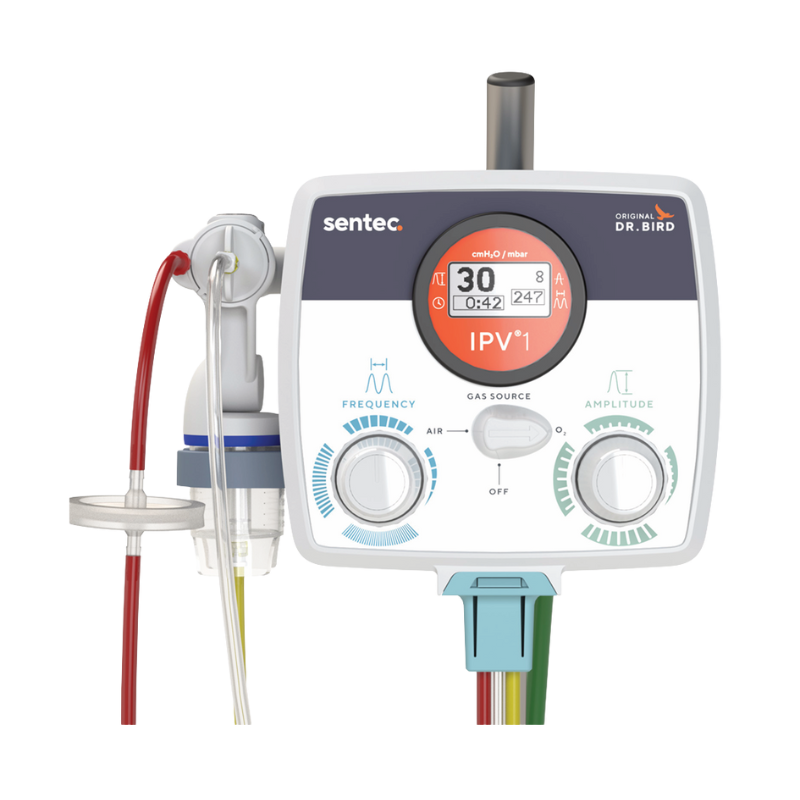 sentec.
ORIGINAL
DR.BIRD
cmH₂O / mbar
30
8
0:42
247
IPV®1
FREQUENCY
GAS SOURCE
AMPLITUDE
AIR
O₂
OFF